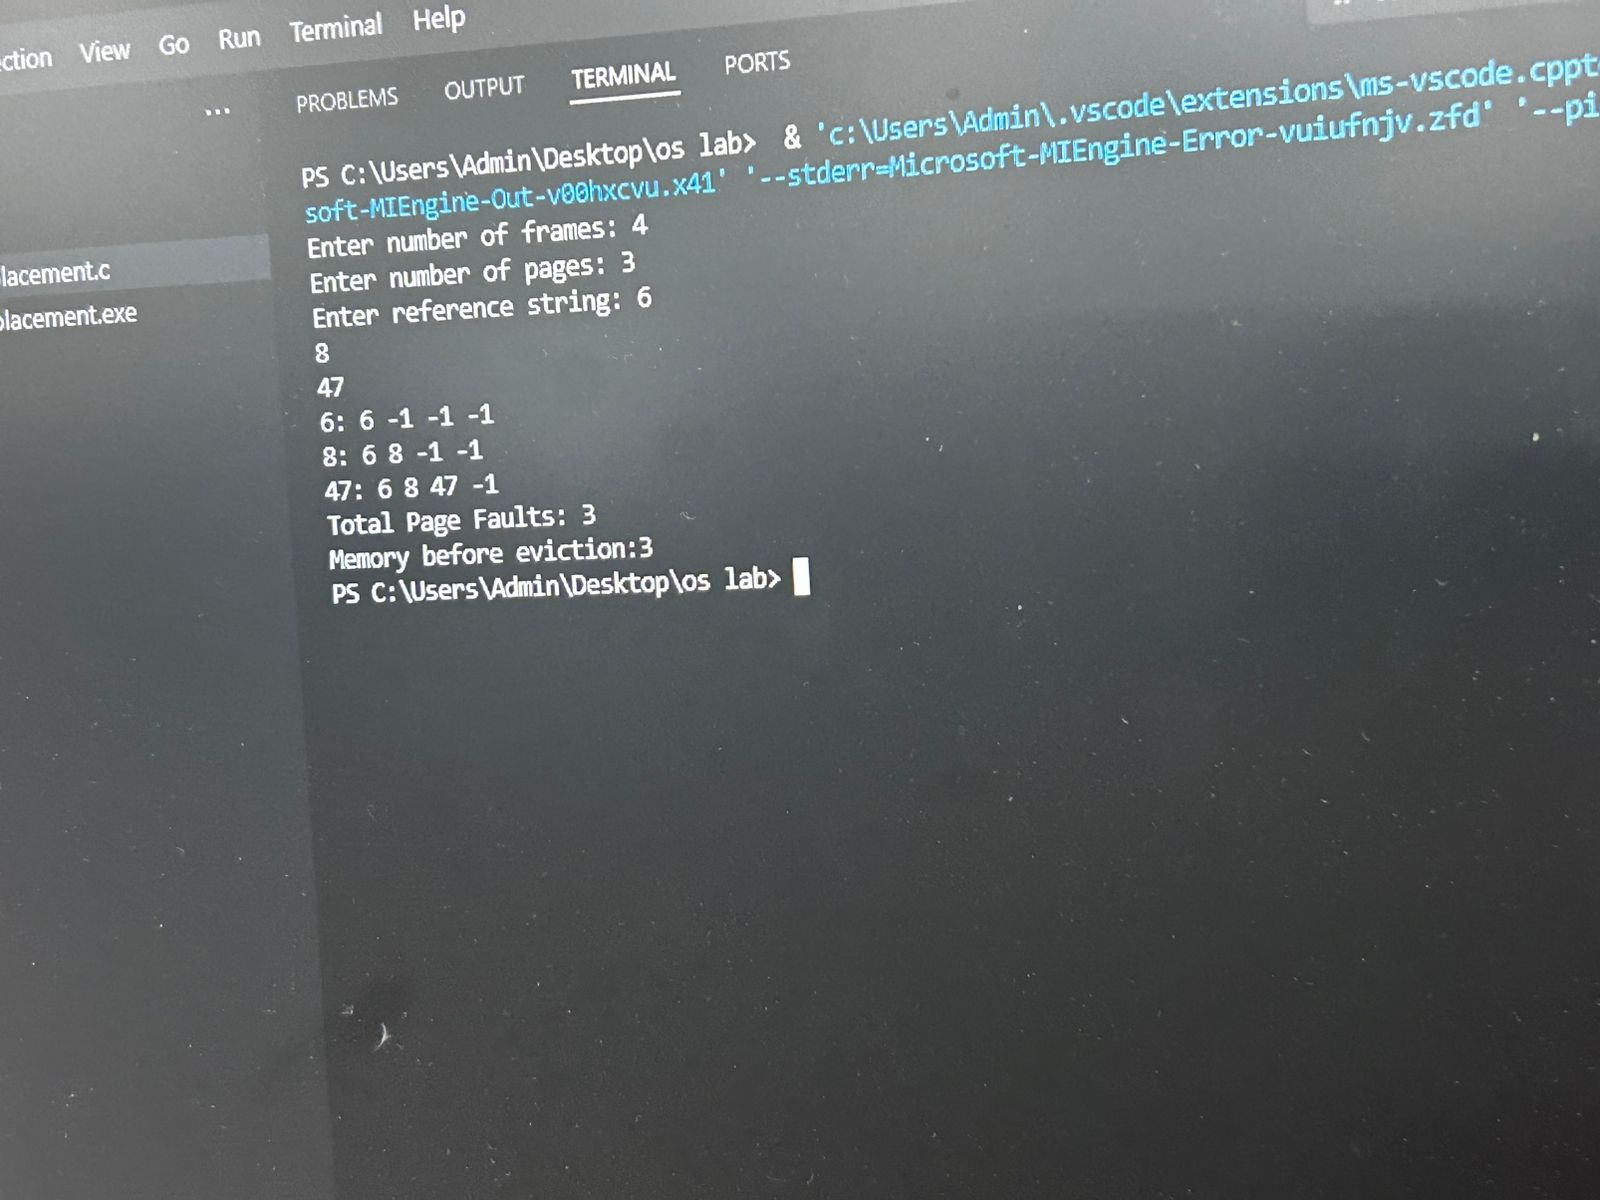 View Go Run Terminal Help
...
PROBLEMS OUTPUT TERMINAL PORTS
PS C:\Users\Admin\Desktop\os lab> & 'c:\Users\Admin\.vscode\extensions\ms-vscode.cppt
soft-MIEngine-Out-v00hxcvu.x41' '--stderr=Microsoft-MIEngine-Error-vuiufnjv.zfd' '--pi
Enter number of frames: 4
lacement.c
Enter number of pages: 3
placement.exe
Enter reference string: 6
8
47
6: 6 -1 -1 -1
8: 6 8 -1 -1
47: 6 8 47 -1
Total Page Faults: 3
Memory before eviction:3
PS C:\Users\Admin\Desktop\os lab>